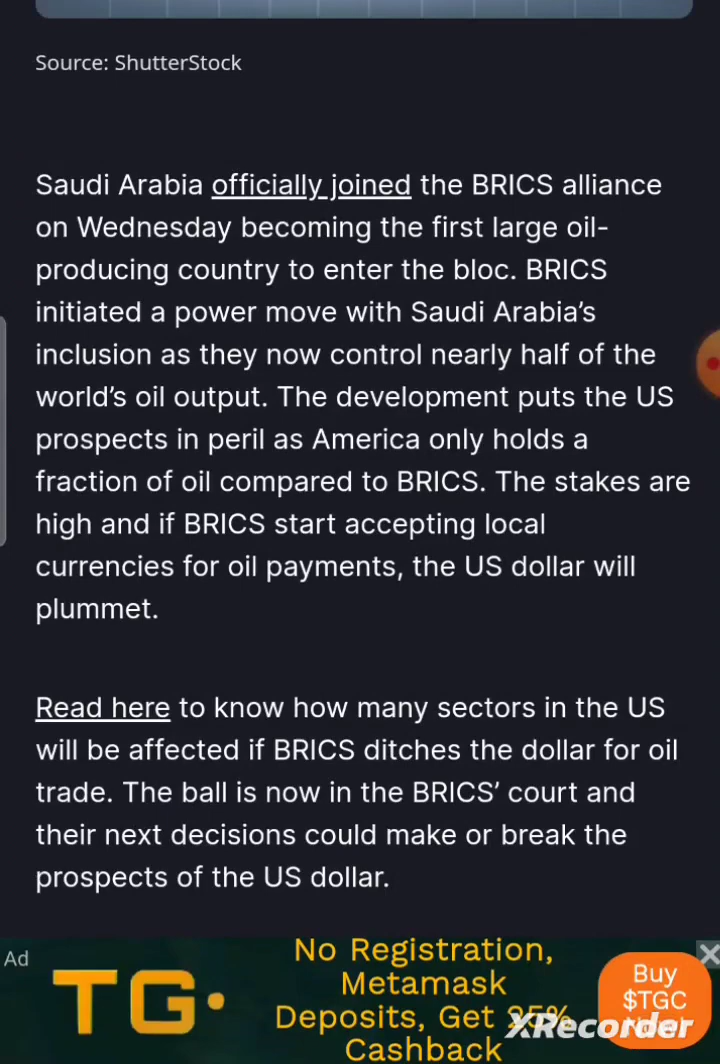 Source: ShutterStock
Saudi Arabia officially joined the BRICS alliance
on Wednesday becoming the first large oil-
producing country to enter the bloc. BRICS
initiated a power move with Saudi Arabia’s
inclusion as they now control nearly half of the
world’s oil output. The development puts the US
prospects in peril as America only holds a
fraction of oil compared to BRICS. The stakes are
high and if BRICS start accepting local
currencies for oil payments, the US dollar will
plummet.
Read here to know how many sectors in the US
will be affected if BRICS ditches the dollar for oil
trade. The ball is now in the BRICS’ court and
their next decisions could make or break the
prospects of the US dollar.
Ad
TG.
No Registration,
Metamask
Deposits, Get 25%
Cashback
Buy
$TGC
XRecorder